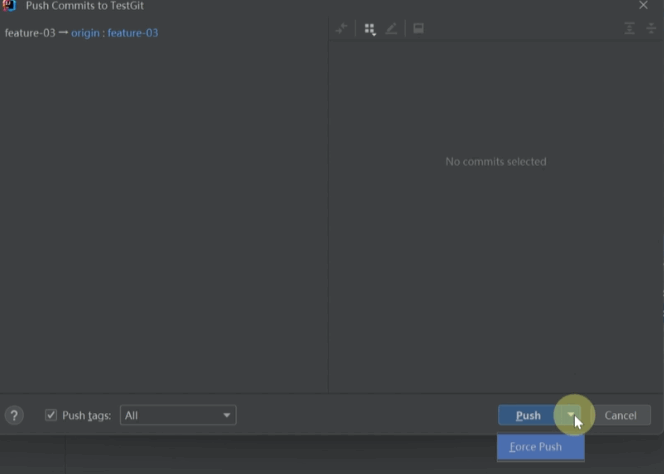 Push Commits to TestGit
feature-03 → origin : feature-03
No commits selected
? Push tags: All
Push Cancel
Force Push